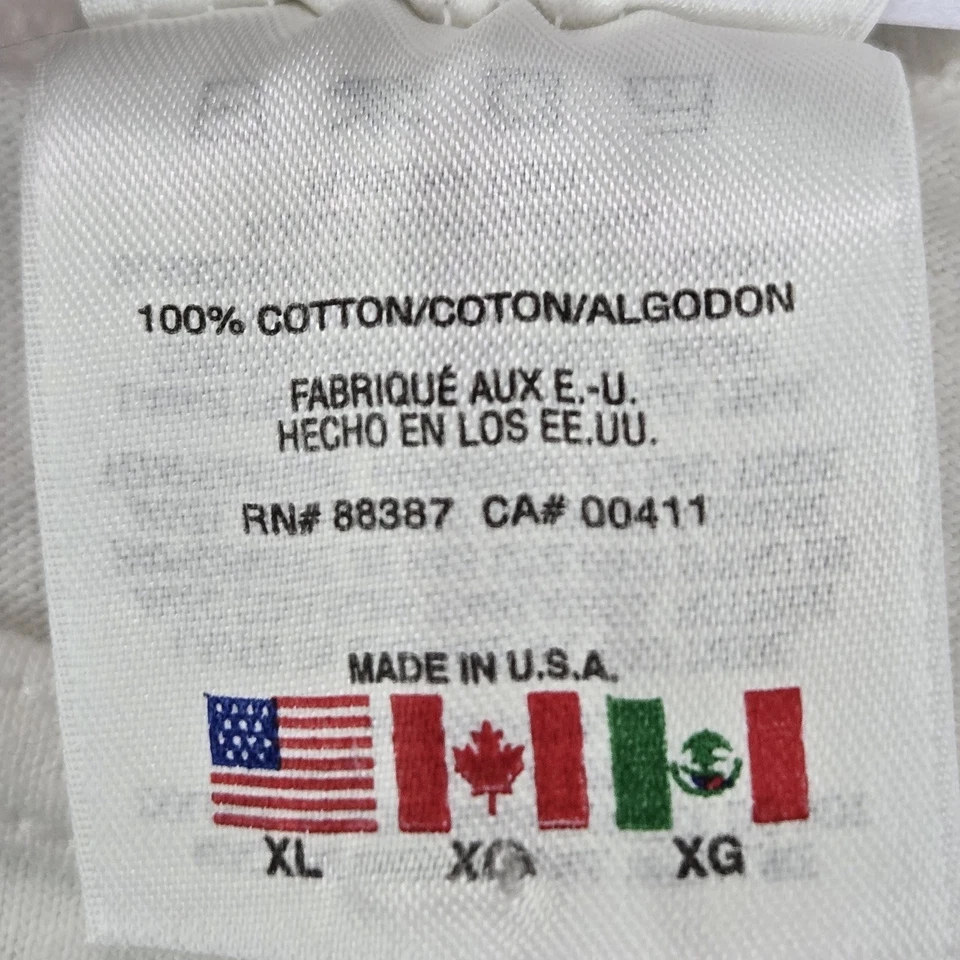 100% COTTON/COTON/ALGODON
FABRIQUÉ AUX E.-U.
HECHO EN LOS EE.UU.
RN# 88387 CA# 00411
MADE IN U.S.A.
XL XG XG